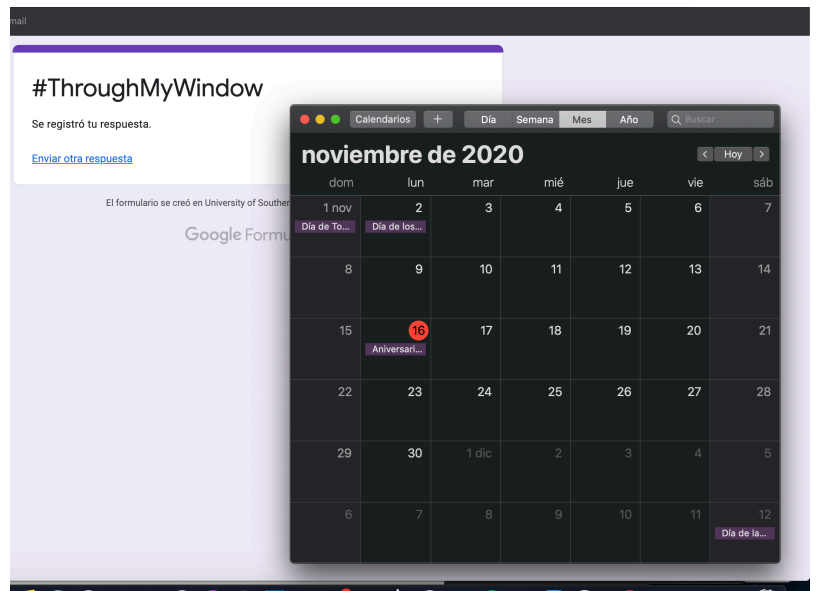 mail
#ThroughMyWindow
Se registró tu respuesta.
Enviar otra respuesta
El formulario se creó en University of Souther
Google Formu
Calendarios + Día Semana Mes Año Buscar
noviembre de 2020 < Hoy >
dom lun mar mié jue vie sáb
1 nov 2 3 4 5 6 7
Día de To... Día de los...
8 9 10 11 12 13 14
15 16 17 18 19 20 21
Aniversari...
22 23 24 25 26 27 28
29 30 1 dic 2 3 4 5
6 7 8 9 10 11 12
Día de la...